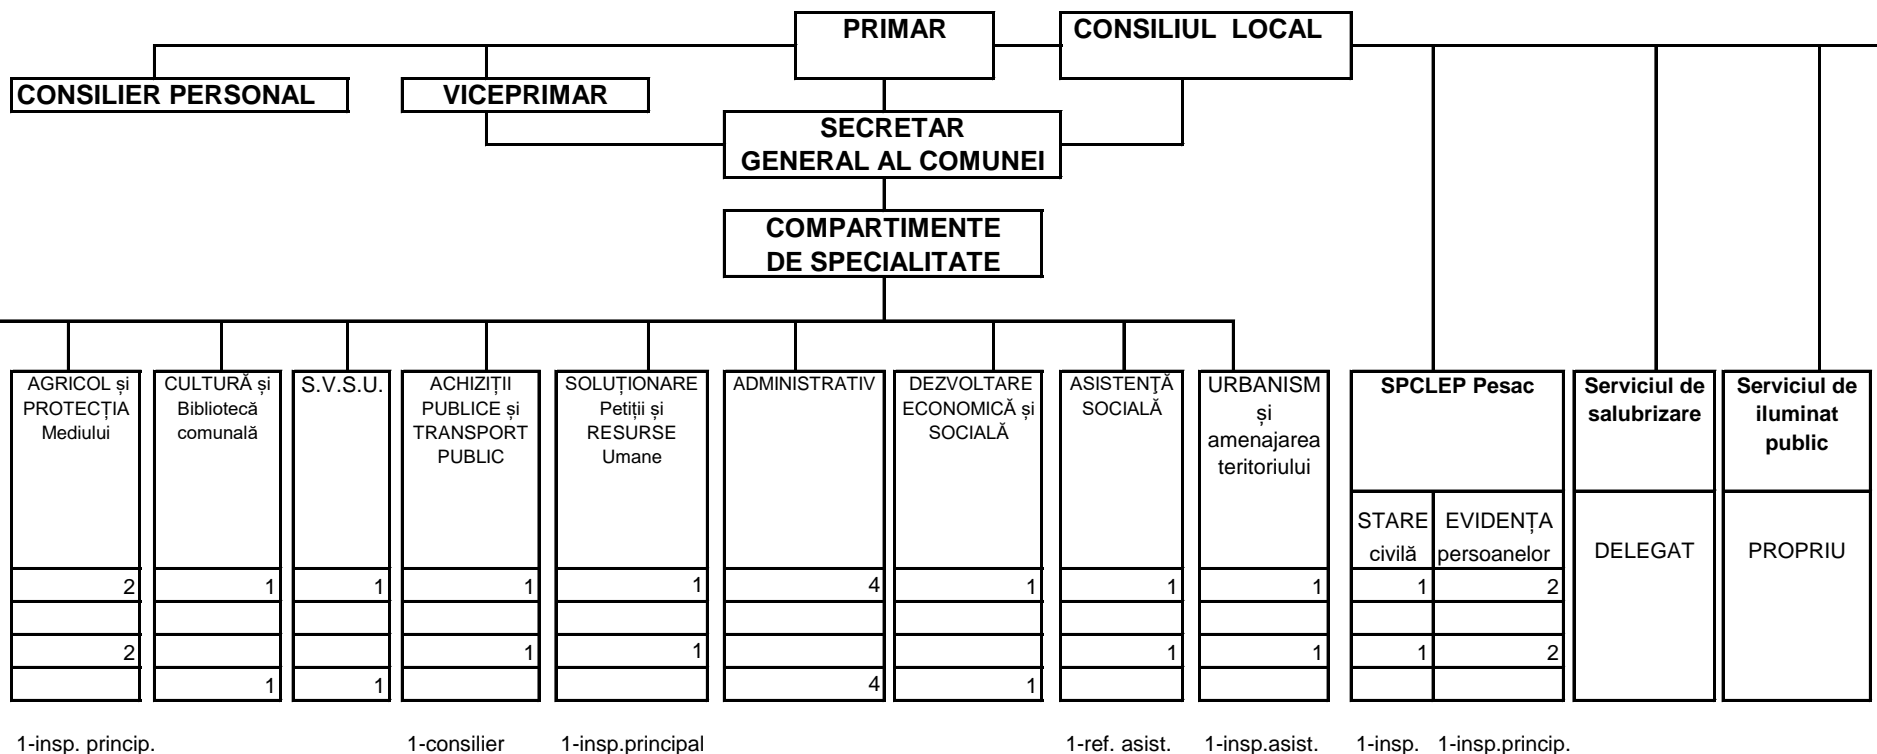 PRIMAR
CONSILIUL LOCAL
CONSILIER PERSONAL
VICEPRIMAR
SECRETAR
GENERAL AL COMUNEI
COMPARTIMENTE
DE SPECIALITATE
AGRICOL și
PROTECȚIA
Mediului
2
2
CULTURĂ și
Bibliotecă
comunală
1
1
S.V.S.U.
1
1
ACHIZIȚII
PUBLICE și
TRANSPORT
PUBLIC
1
1
SOLUȚIONARE
Petiții și
RESURSE
Umane
1
1
ADMINISTRATIV
4
4
DEZVOLTARE
ECONOMICĂ și
SOCIALĂ
1
1
ASISTENŢĂ
SOCIALĂ
1
1
URBANISM
și
amenajarea
teritoriului
1
1
SPCLEP Pesac
STARE
civilă
1
1
EVIDENȚA
persoanelor
2
2
Serviciul de
salubrizare
DELEGAT
Serviciul de
iluminat
public
PROPRIU
1-insp. princip.
1-consilier
1-insp.principal
1-ref. asist.
1-insp.asist.
1-insp.
1-insp.princip.